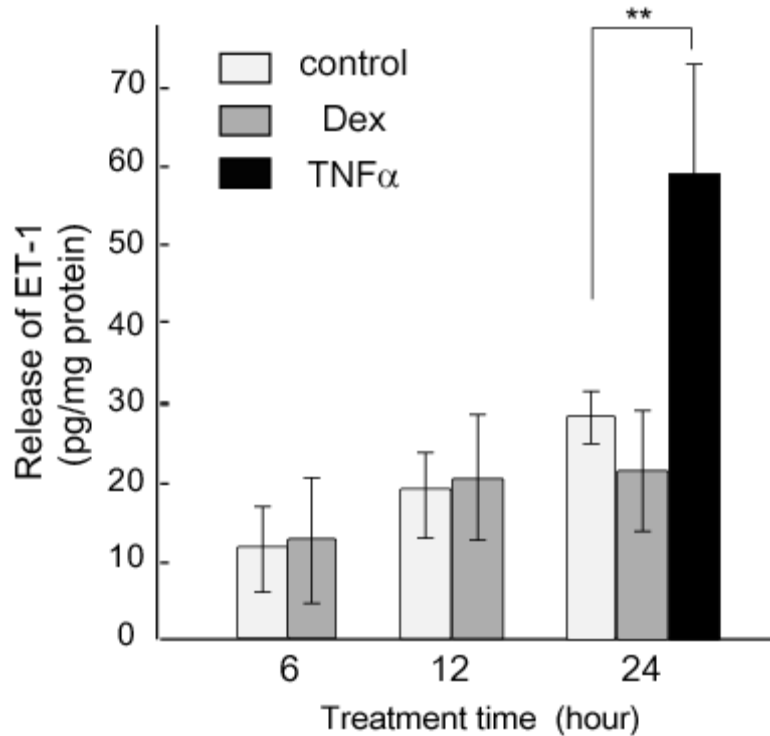 **
control
Dex
TNFα
70
60
50
40
30
20
10
0
Release of ET-1
(pg/mg protein)
6 12 24
Treatment time (hour)